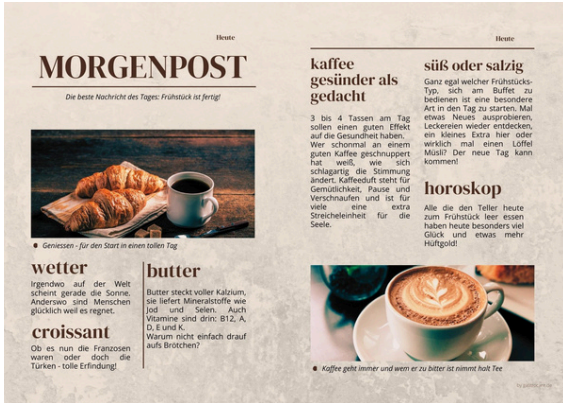 Heute
MORGENPOST
Die beste Nachricht des Tages: Frühstück ist fertig!
Geniessen - für den Start in einen tollen Tag
wetter
Irgendwo auf der Welt
scheint gerade die Sonne.
Anderswo sind Menschen
glücklich weil es regnet.
croissant
Ob es nun die Franzosen
waren oder doch die
Türken - tolle Erfindung!
butter
Butter steckt voller Kalzium,
sie liefert Mineralstoffe wie
Jod und Selen. Auch
Vitamine sind drin: B12, A,
D, E und K.
Warum nicht einfach drauf
aufs Brötchen?
Heute
kaffee
gesünder als
gedacht
3 bis 4 Tassen am Tag
sollen einen guten Effekt
auf die Gesundheit haben.
Wer schonmal an einem
guten Kaffee geschnuppert
hat weiß, wie sich
schlagartig die Stimmung
ändert. Kaffeeduft steht für
Gemütlichkeit, Pause und
Verschnaufen und ist für
viele eine extra
Streicheleinheit für die
Seele.
süß oder salzig
Ganz egal welcher Frühstücks-
Typ, sich am Buffet zu
bedienen ist eine besondere
Art in den Tag zu starten. Mal
etwas Neues ausprobieren,
Leckereien wieder entdecken,
ein kleines Extra hier oder
wirklich mal einen Löffel
Müsli? Der neue Tag kann
kommen!
horoskop
Alle die den Teller heute
zum Frühstück leer essen
haben heute besonders viel
Glück und etwas mehr
Hüftgold!
Kaffee geht immer und wem er zu bitter ist nimmt halt Tee